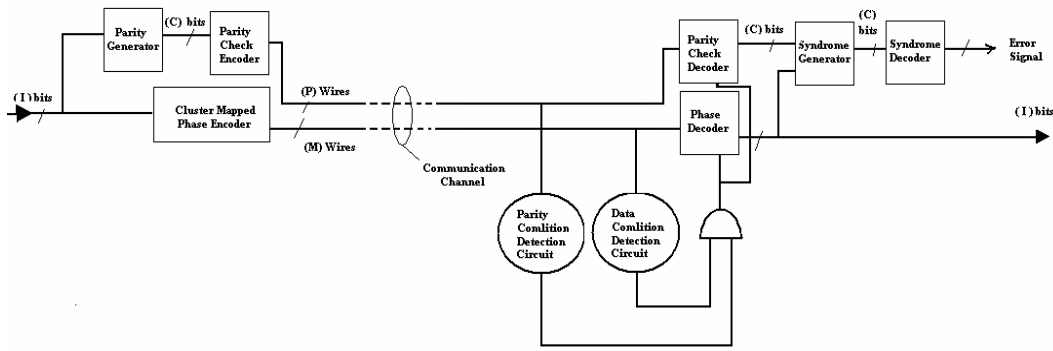 Parity
Generator
(C) bits
Parity
Check
Encoder
(I) bits
Cluster Mapped
Phase Encoder
(P) Wires
(M) Wires
Communication
Channel
Parity
Check
Decoder
(C) bits
Syndrome
Generator
(C)
bits
Syndrome
Decoder
Error
Signal
Phase
Decoder
(I) bits
Parity
Comlition
Detection
Circuit
Data
Comlition
Detection
Circuit